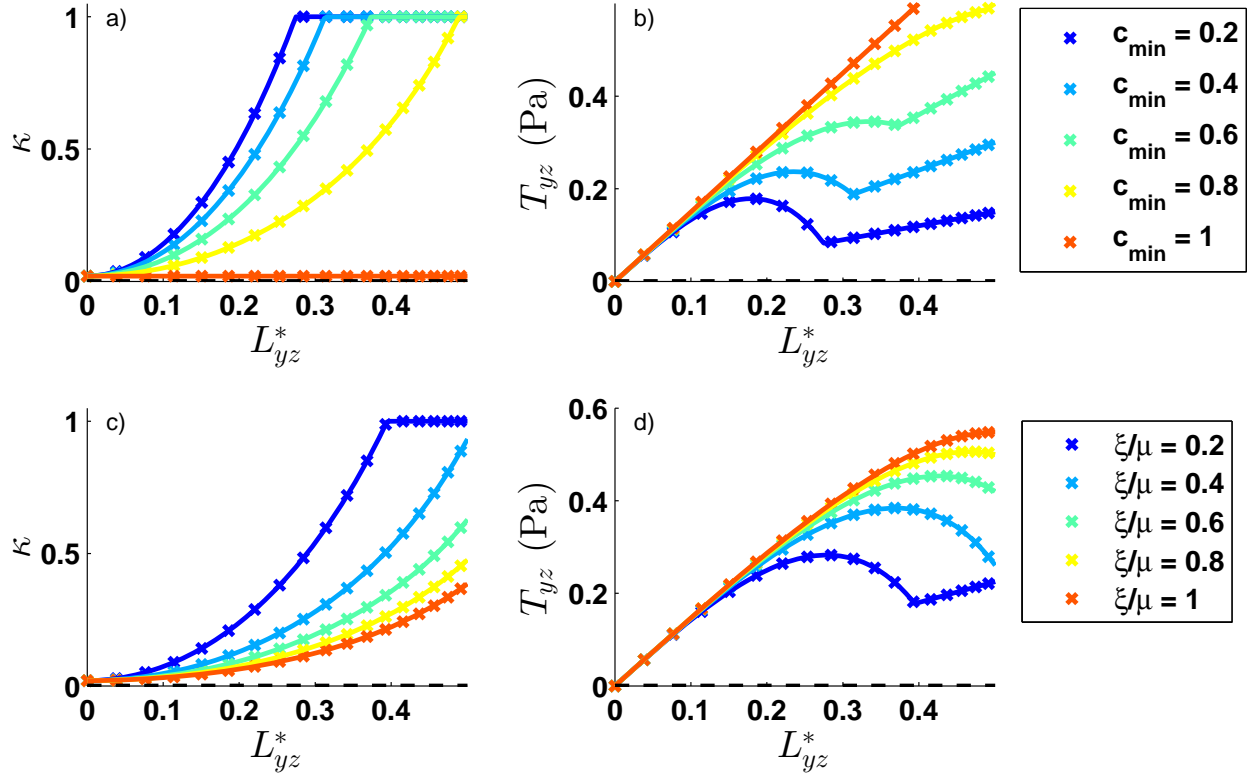 a)
1
0.5
0
κ
0 0.1 0.2 0.3 0.4
L*yz
b)
0.4
0.2
0
Tyz (Pa)
0 0.1 0.2 0.3 0.4
L*yz
cmin = 0.2
cmin = 0.4
cmin = 0.6
cmin = 0.8
cmin = 1
c)
1
0.5
0
κ
0 0.1 0.2 0.3 0.4
L*yz
d)
0.6
0.4
0.2
0
Tyz (Pa)
0 0.1 0.2 0.3 0.4
L*yz
ξ/μ = 0.2
ξ/μ = 0.4
ξ/μ = 0.6
ξ/μ = 0.8
ξ/μ = 1